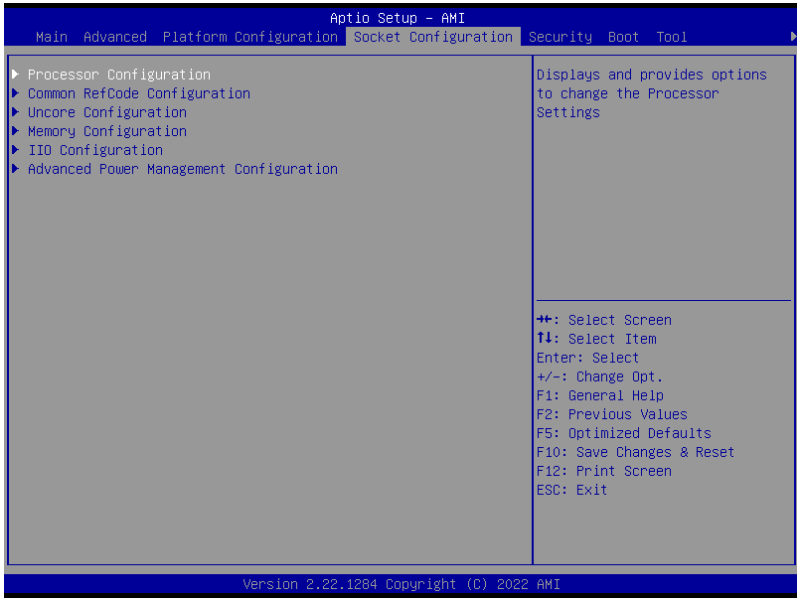 Aptio Setup - AMI
Main Advanced Platform Configuration Socket Configuration Security Boot Tool
Processor Configuration
Common RefCode Configuration
Uncore Configuration
Memory Configuration
IIO Configuration
Advanced Power Management Configuration
Displays and provides options
to change the Processor
Settings
→←: Select Screen
↑↓: Select Item
Enter: Select
+/-: Change Opt.
F1: General Help
F2: Previous Values
F5: Optimized Defaults
F10: Save Changes & Reset
F12: Print Screen
ESC: Exit
Version 2.22.1284 Copyright (C) 2022 AMI